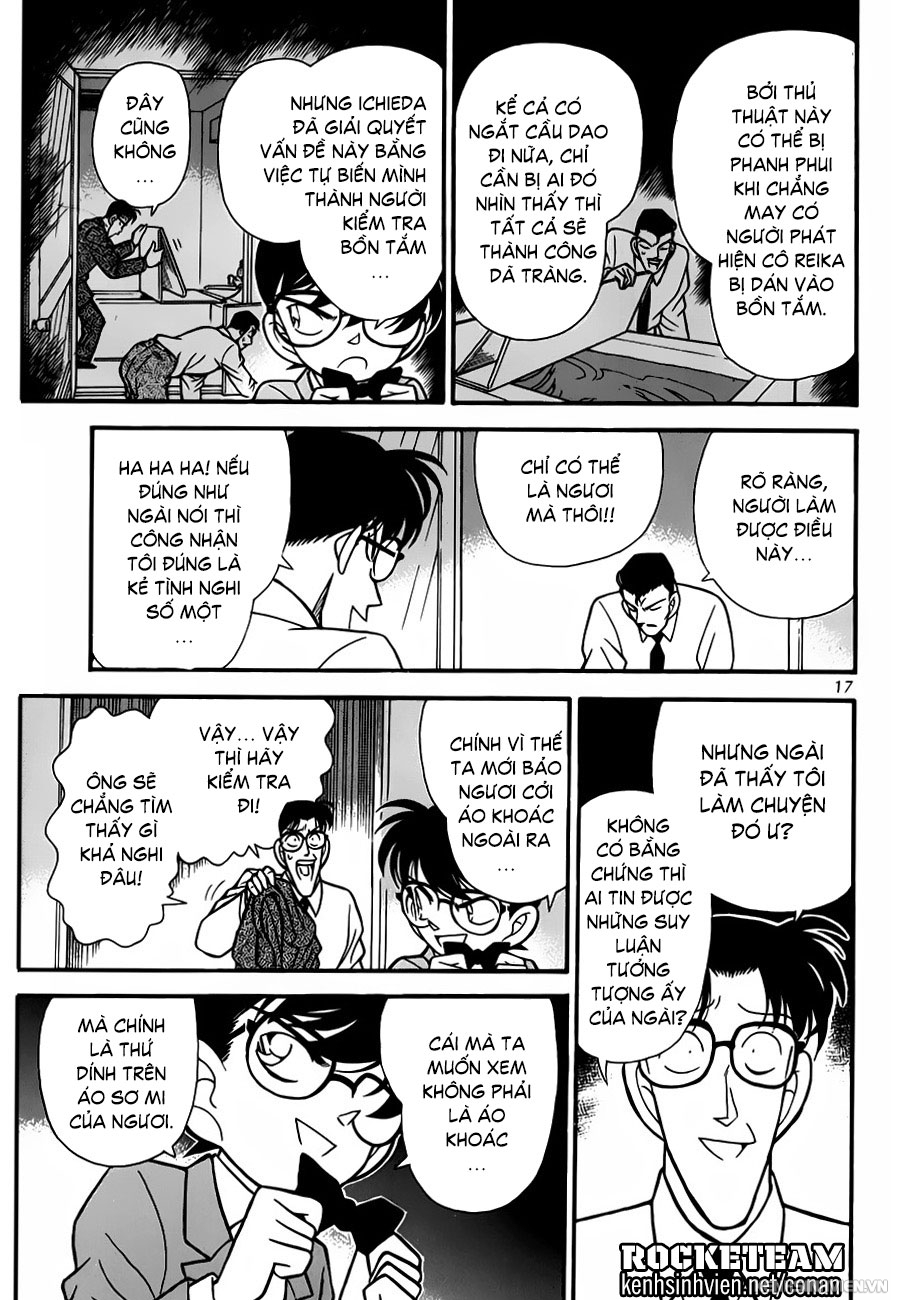 BỞI THỦ
THUẬT NÀY
CÓ THỂ BỊ
PHANH PHUI
KHI CHẲNG
MAY CÓ
NGƯỜI PHÁT
HIỆN CÔ REIKA
BỊ DÁN VÀO
BỒN TẮM.
KỂ CẢ CÓ
NGẮT CẦU DAO
ĐI NỮA, CHỈ
CẦN BỊ AI ĐÓ
NHÌN THẤY THÌ
TẤT CẢ SẼ
THÀNH CÔNG
DÃ TRÀNG.
NHƯNG ICHIEDA
ĐÃ GIẢI QUYẾT
VẤN ĐỀ NÀY BẰNG
VIỆC TỰ BIẾN MÌNH
THÀNH NGƯỜI
KIỂM TRA
BỒN TẮM
...
ĐÂY
CŨNG
KHÔNG
...
RÕ RÀNG,
NGƯỜI LÀM
ĐƯỢC ĐIỀU
NÀY...
CHỈ CÓ THỂ
LÀ NGƯƠI
MÀ THÔI!!
HA HA HA! NẾU
ĐÚNG NHƯ
NGÀI NÓI THÌ
CÔNG NHẬN
TÔI ĐÚNG LÀ
KẺ TÌNH NGHI
SỐ MỘT
...
17
NHƯNG NGÀI
ĐÃ THẤY TÔI
LÀM CHUYỆN
ĐÓ Ư?
KHÔNG
CÓ BẰNG
CHỨNG THÌ
AI TIN ĐƯỢC
NHỮNG SUY
LUẬN
TƯỞNG
TƯỢNG ẤY
CỦA NGÀI?
CHÍNH VÌ THẾ
TA MỚI BẢO
NGƯƠI CỞI
ÁO KHOÁC
NGOÀI RA
...
VẬY... VẬY
THÌ HÃY
KIỂM TRA
ĐI!
ÔNG SẼ
CHẲNG TÌM
THẤY GÌ
KHẢ NGHI
ĐÂU!
CÁI MÀ TA
MUỐN XEM
KHÔNG PHẢI
LÀ ÁO
KHOÁC
...
MÀ CHÍNH
LÀ THỨ
DÍNH TRÊN
ÁO SƠ MI
CỦA NGƯƠI.
ROCKETEAM
kenhsinhvien.net/conan